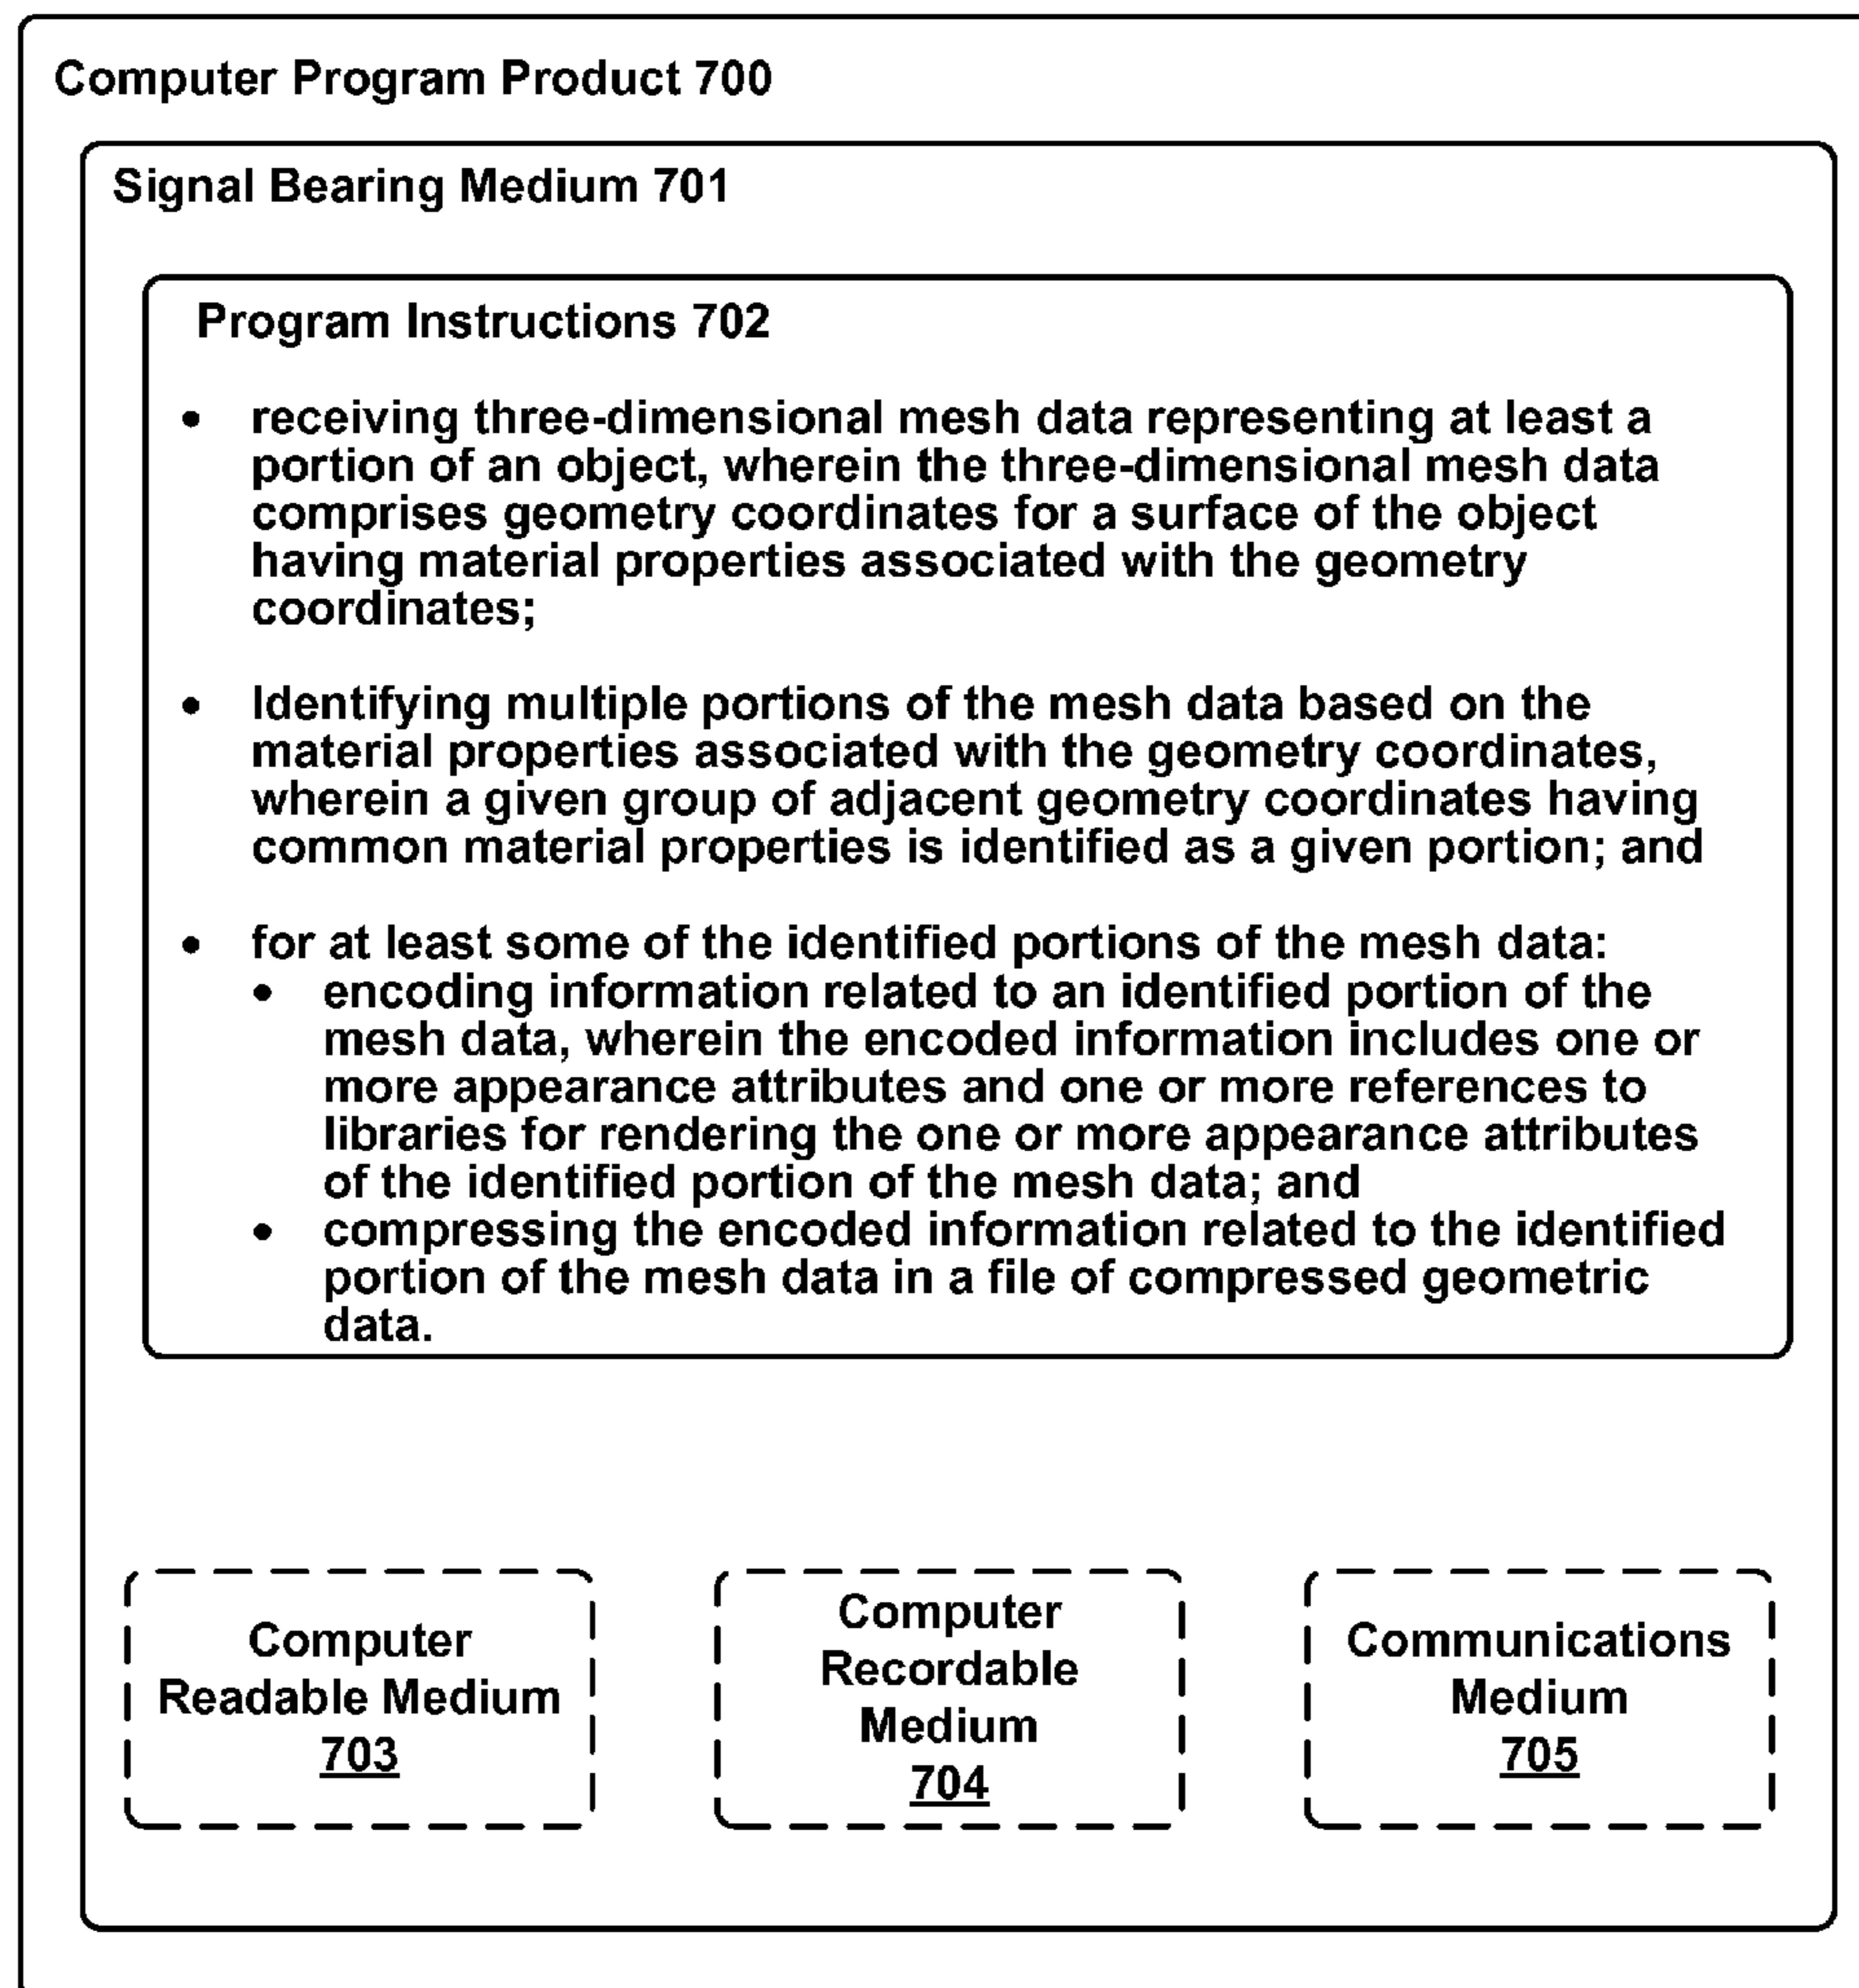 Computer Program Product 700
Signal Bearing Medium 701
Program Instructions 702
• receiving three-dimensional mesh data representing at least a
portion of an object, wherein the three-dimensional mesh data
comprises geometry coordinates for a surface of the object
having material properties associated with the geometry
coordinates;
• Identifying multiple portions of the mesh data based on the
material properties associated with the geometry coordinates,
wherein a given group of adjacent geometry coordinates having
common material properties is identified as a given portion; and
• for at least some of the identified portions of the mesh data:
• encoding information related to an identified portion of the
mesh data, wherein the encoded information includes one or
more appearance attributes and one or more references to
libraries for rendering the one or more appearance attributes
of the identified portion of the mesh data; and
• compressing the encoded information related to the identified
portion of the mesh data in a file of compressed geometric
data.
Computer
Readable Medium
703
Computer
Recordable
Medium
704
Communications
Medium
705